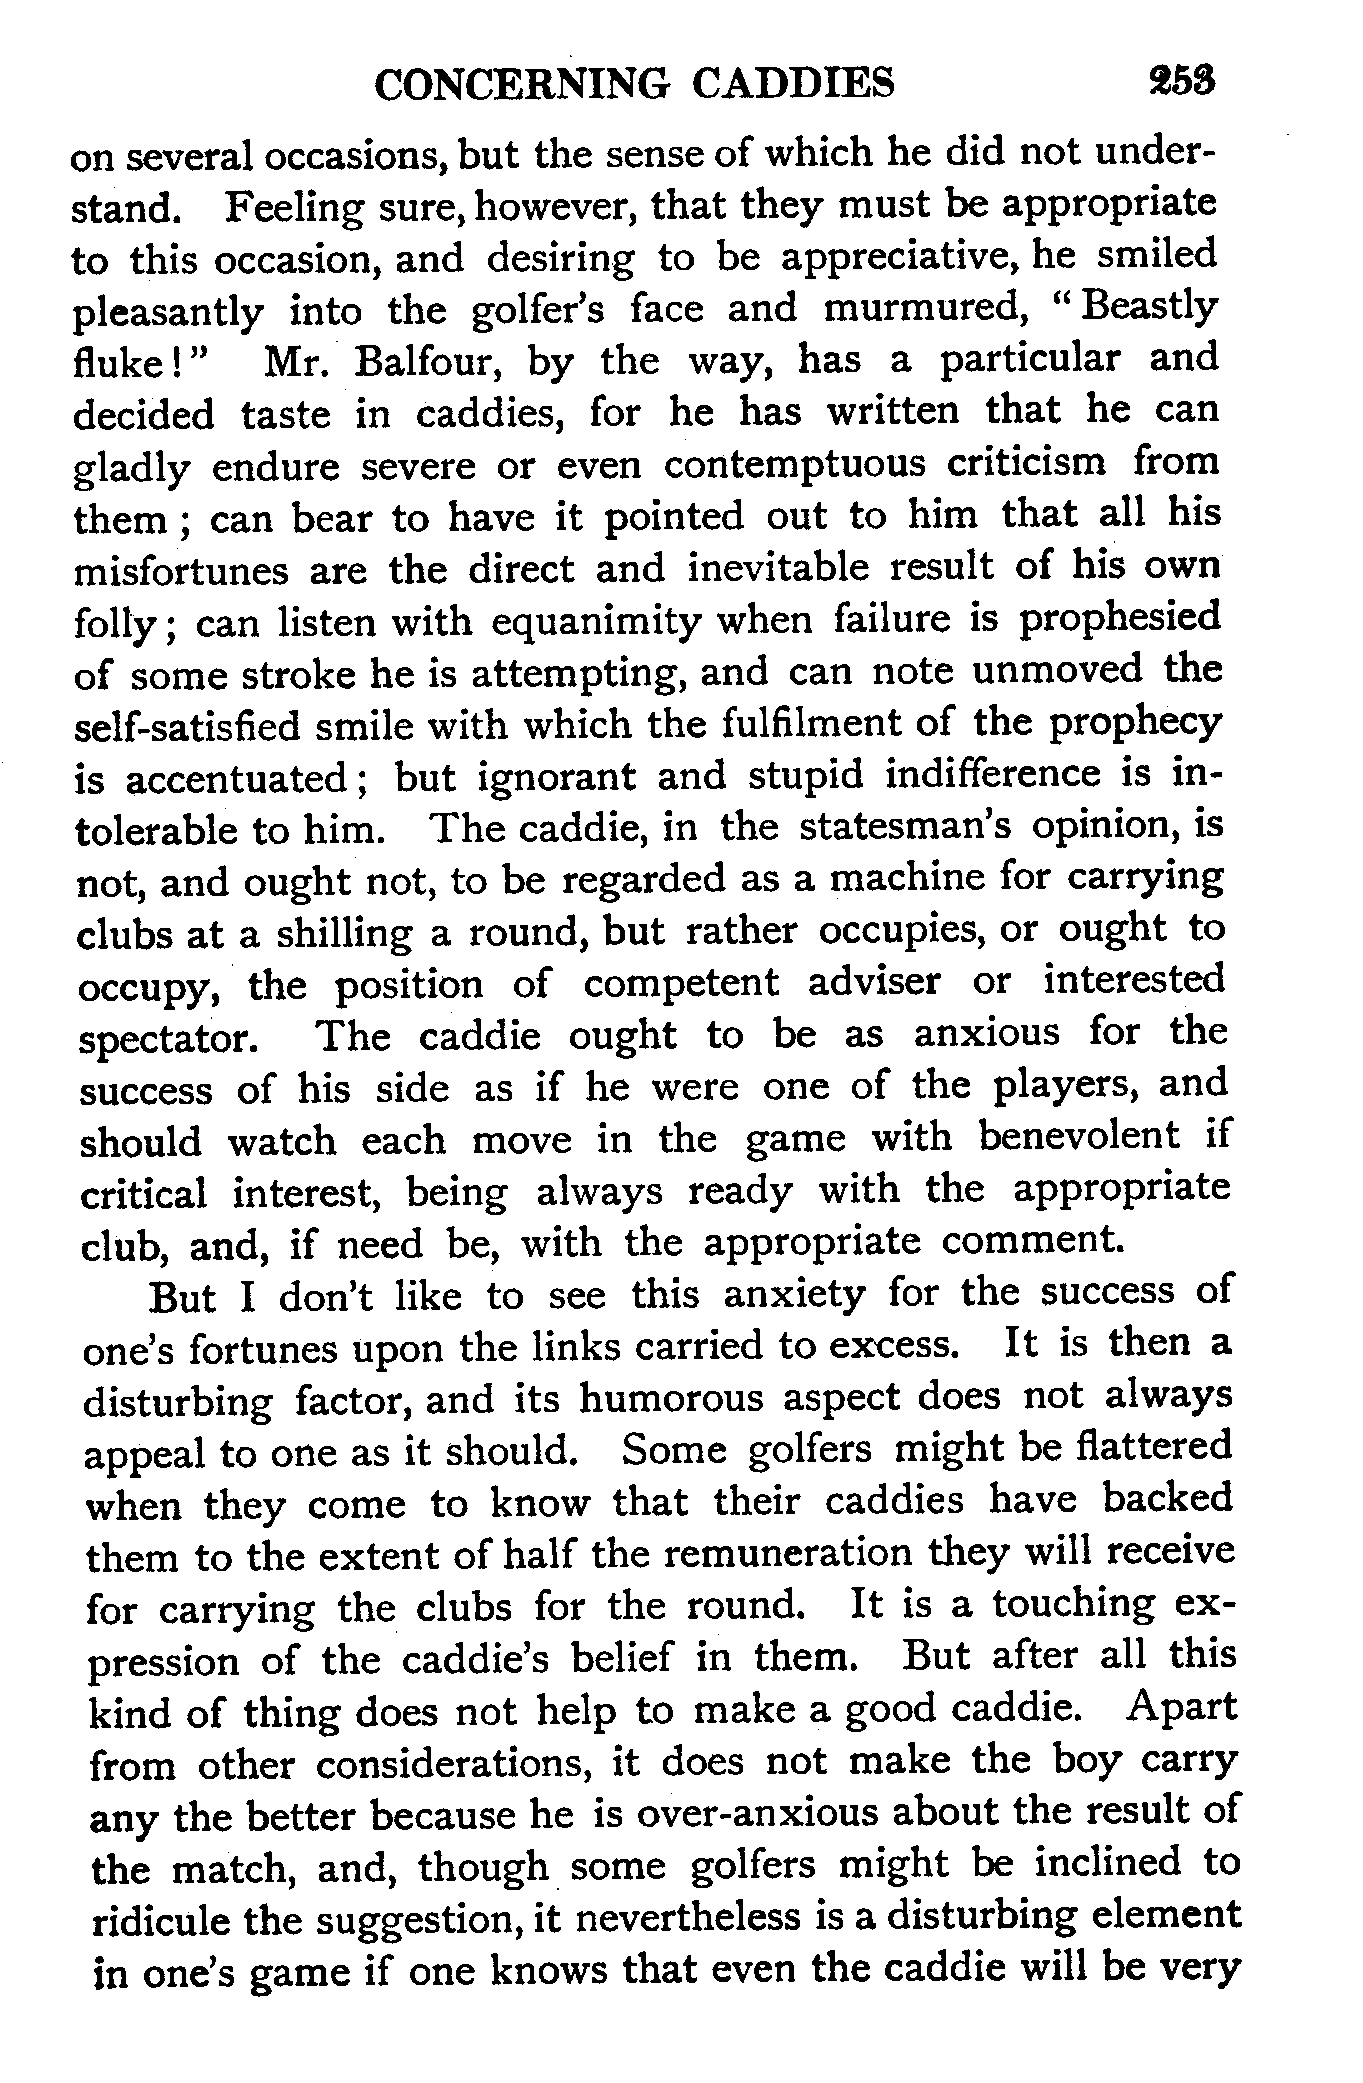 CONCERNING CADDIES 253
on several occasions, but the sense of which he did not under-
stand. Feeling sure, however, that they must be appropriate
to this occasion, and desiring to be appreciative, he smiled
pleasantly into the golfer's face and murmured, "Beastly
fluke!" Mr. Balfour, by the way, has a particular and
decided taste in caddies, for he has written that he can
gladly endure severe or even contemptuous criticism from
them; can bear to have it pointed out to him that all his
misfortunes are the direct and inevitable result of his own
folly; can listen with equanimity when failure is prophesied
of some stroke he is attempting, and can note unmoved the
self-satisfied smile with which the fulfilment of the prophecy
is accentuated; but ignorant and stupid indifference is in-
tolerable to him. The caddie, in the statesman's opinion, is
not, and ought not, to be regarded as a machine for carrying
clubs at a shilling a round, but rather occupies, or ought to
occupy, the position of competent adviser or interested
spectator. The caddie ought to be as anxious for the
success of his side as if he were one of the players, and
should watch each move in the game with benevolent if
critical interest, being always ready with the appropriate
club, and, if need be, with the appropriate comment.
But I don't like to see this anxiety for the success of
one's fortunes upon the links carried to excess. It is then a
disturbing factor, and its humorous aspect does not always
appeal to one as it should. Some golfers might be flattered
when they come to know that their caddies have backed
them to the extent of half the remuneration they will receive
for carrying the clubs for the round. It is a touching ex-
pression of the caddie's belief in them. But after all this
kind of thing does not help to make a good caddie. Apart
from other considerations, it does not make the boy carry
any the better because he is over-anxious about the result of
the match, and, though some golfers might be inclined to
ridicule the suggestion, it nevertheless is a disturbing element
in one's game if one knows that even the caddie will be very